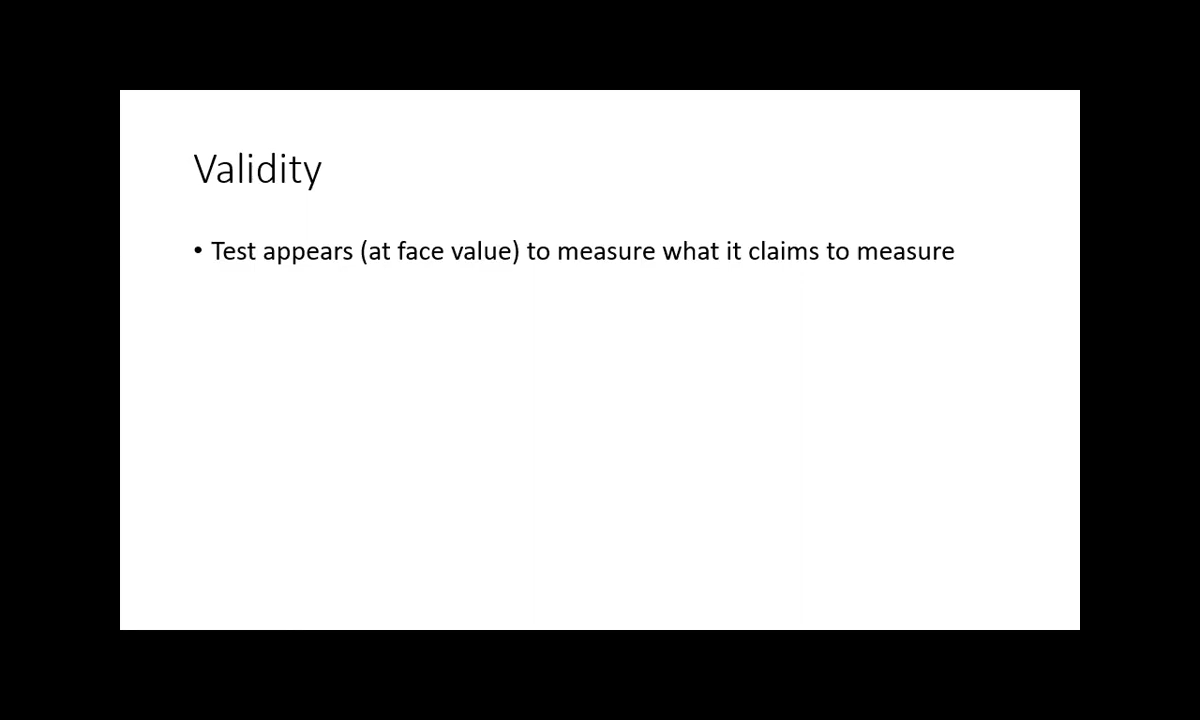 Validity
• Test appears (at face value) to measure what it claims to measure